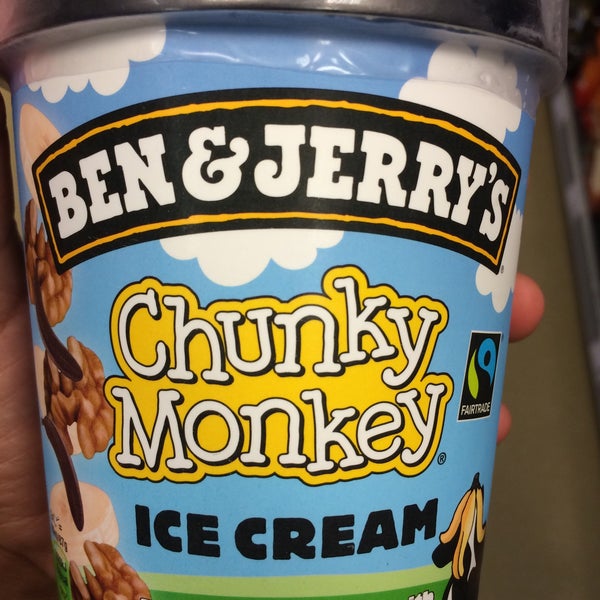 BEN & JERRY'S
Chunky
Monkey®
FAIRTRADE
ICE CREAM